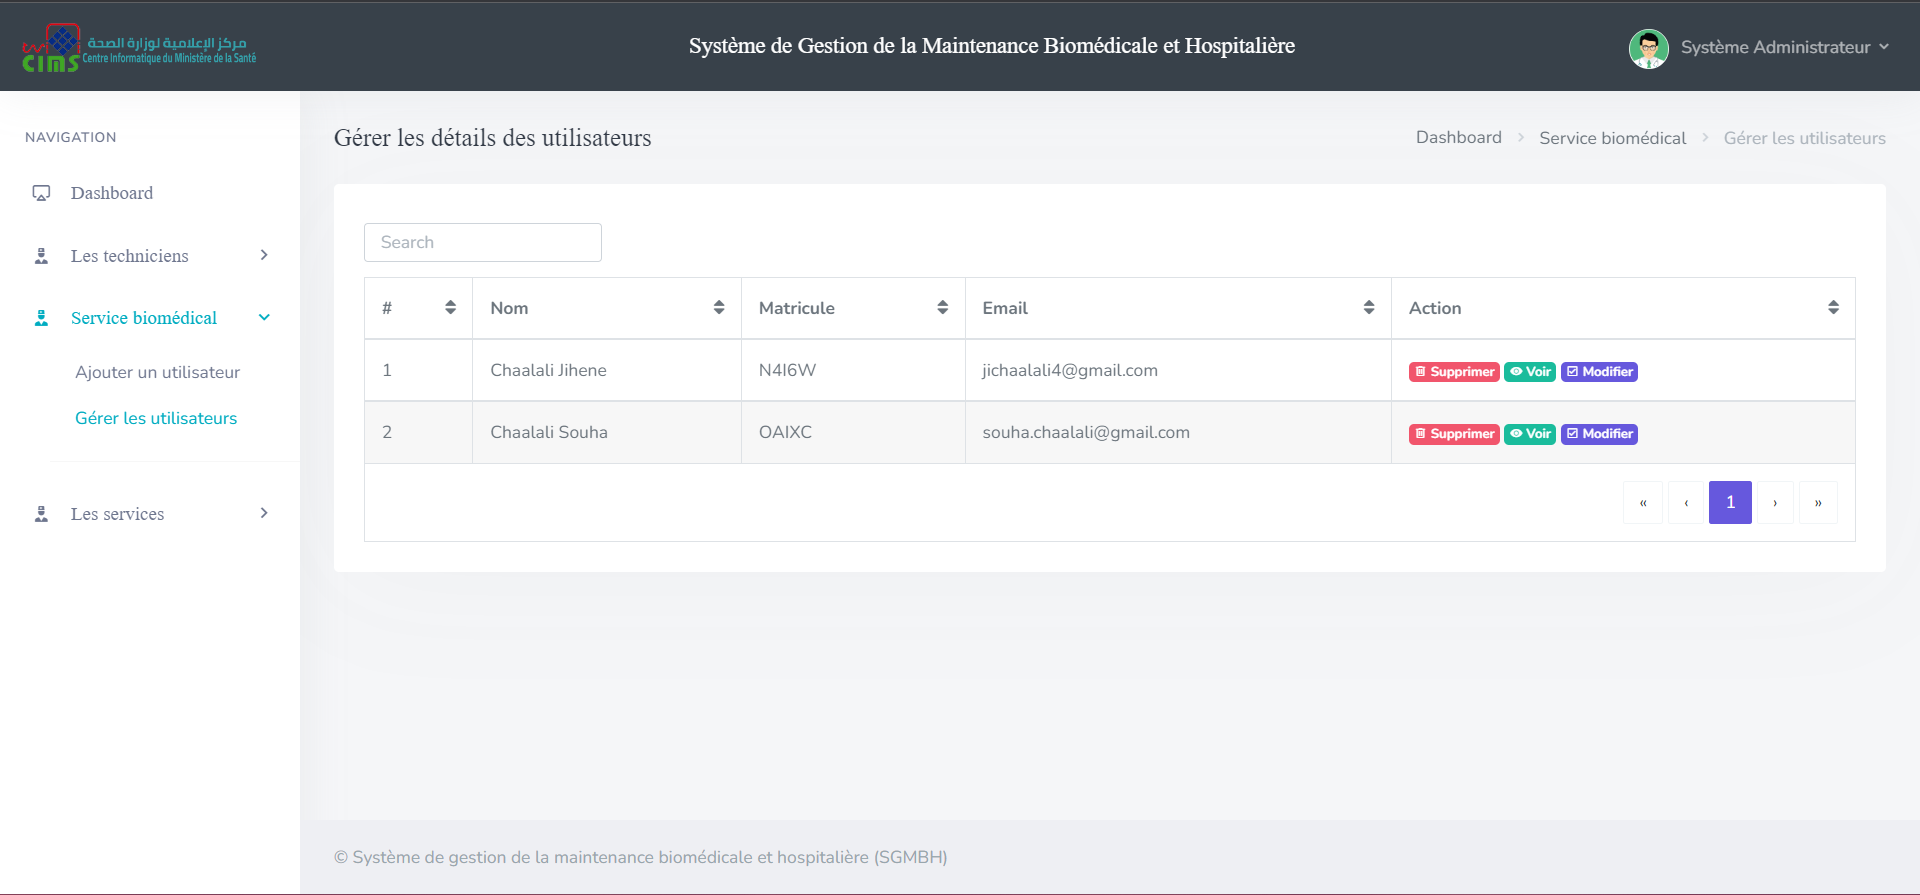 مركز الإعلامية لوزارة الصحة
CIMS Centre Informatique du Ministère de la Santé
Système de Gestion de la Maintenance Biomédicale et Hospitalière
Système Administrateur
NAVIGATION
Dashboard
Les techniciens
Service biomédical
Ajouter un utilisateur
Gérer les utilisateurs
Les services
Gérer les détails des utilisateurs
Dashboard > Service biomédical > Gérer les utilisateurs
Search
# Nom Matricule Email Action
1 Chaalali Jihene N4I6W jichaalali4@gmail.com Supprimer Voir Modifier
2 Chaalali Souha OAIXC souha.chaalali@gmail.com Supprimer Voir Modifier
« ‹ 1 › »
© Système de gestion de la maintenance biomédicale et hospitalière (SGMBH)